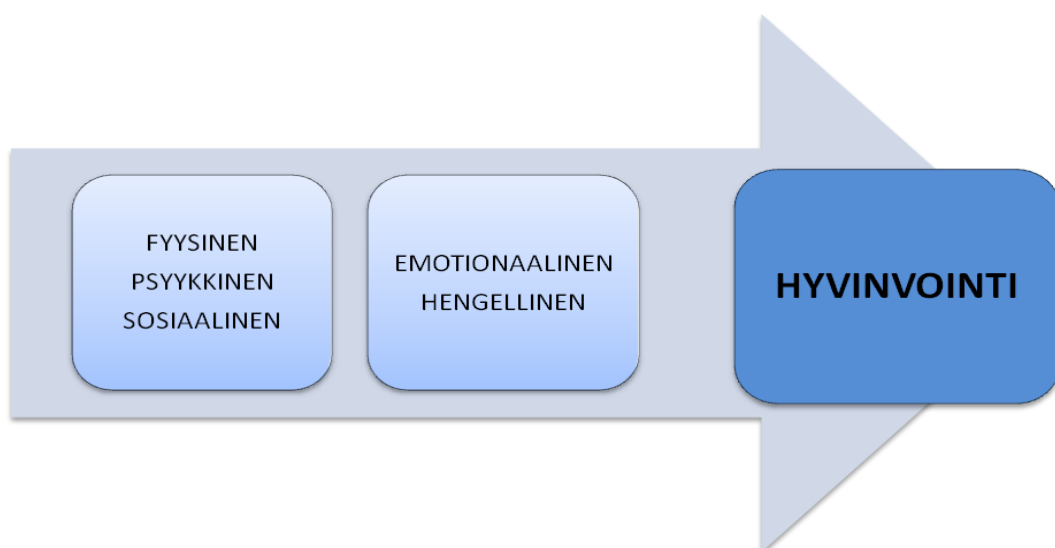 FYYSINEN
PSYYKKINEN
SOSIAALINEN
EMOTIONAALINEN
HENGELLINEN
HYVINVOINTI